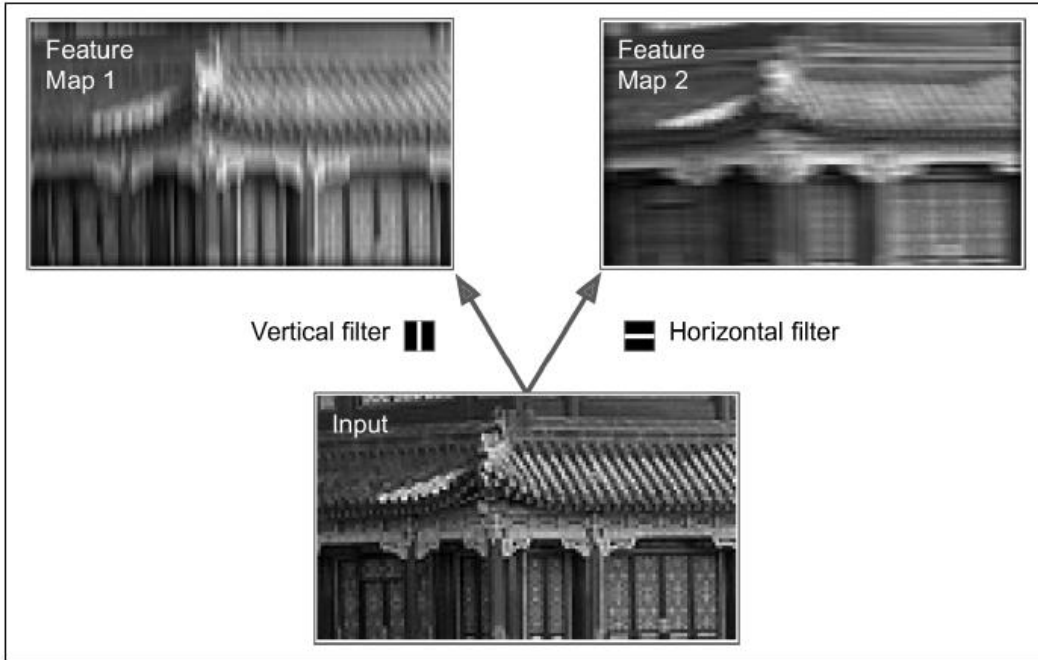 Feature
Map 1
Feature
Map 2
Vertical filter
Horizontal filter
Input